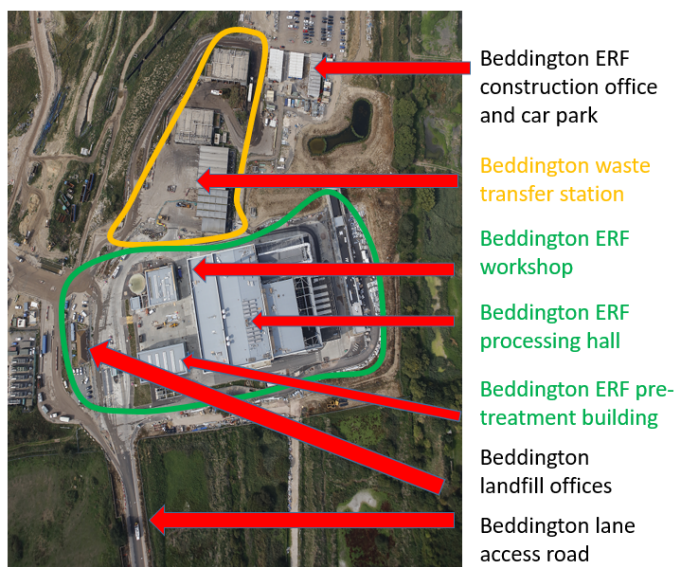 Beddington ERF
construction office
and car park
Beddington waste
transfer station
Beddington ERF
workshop
Beddington ERF
processing hall
Beddington ERF pre-
treatment building
Beddington
landfill offices
Beddington lane
access road